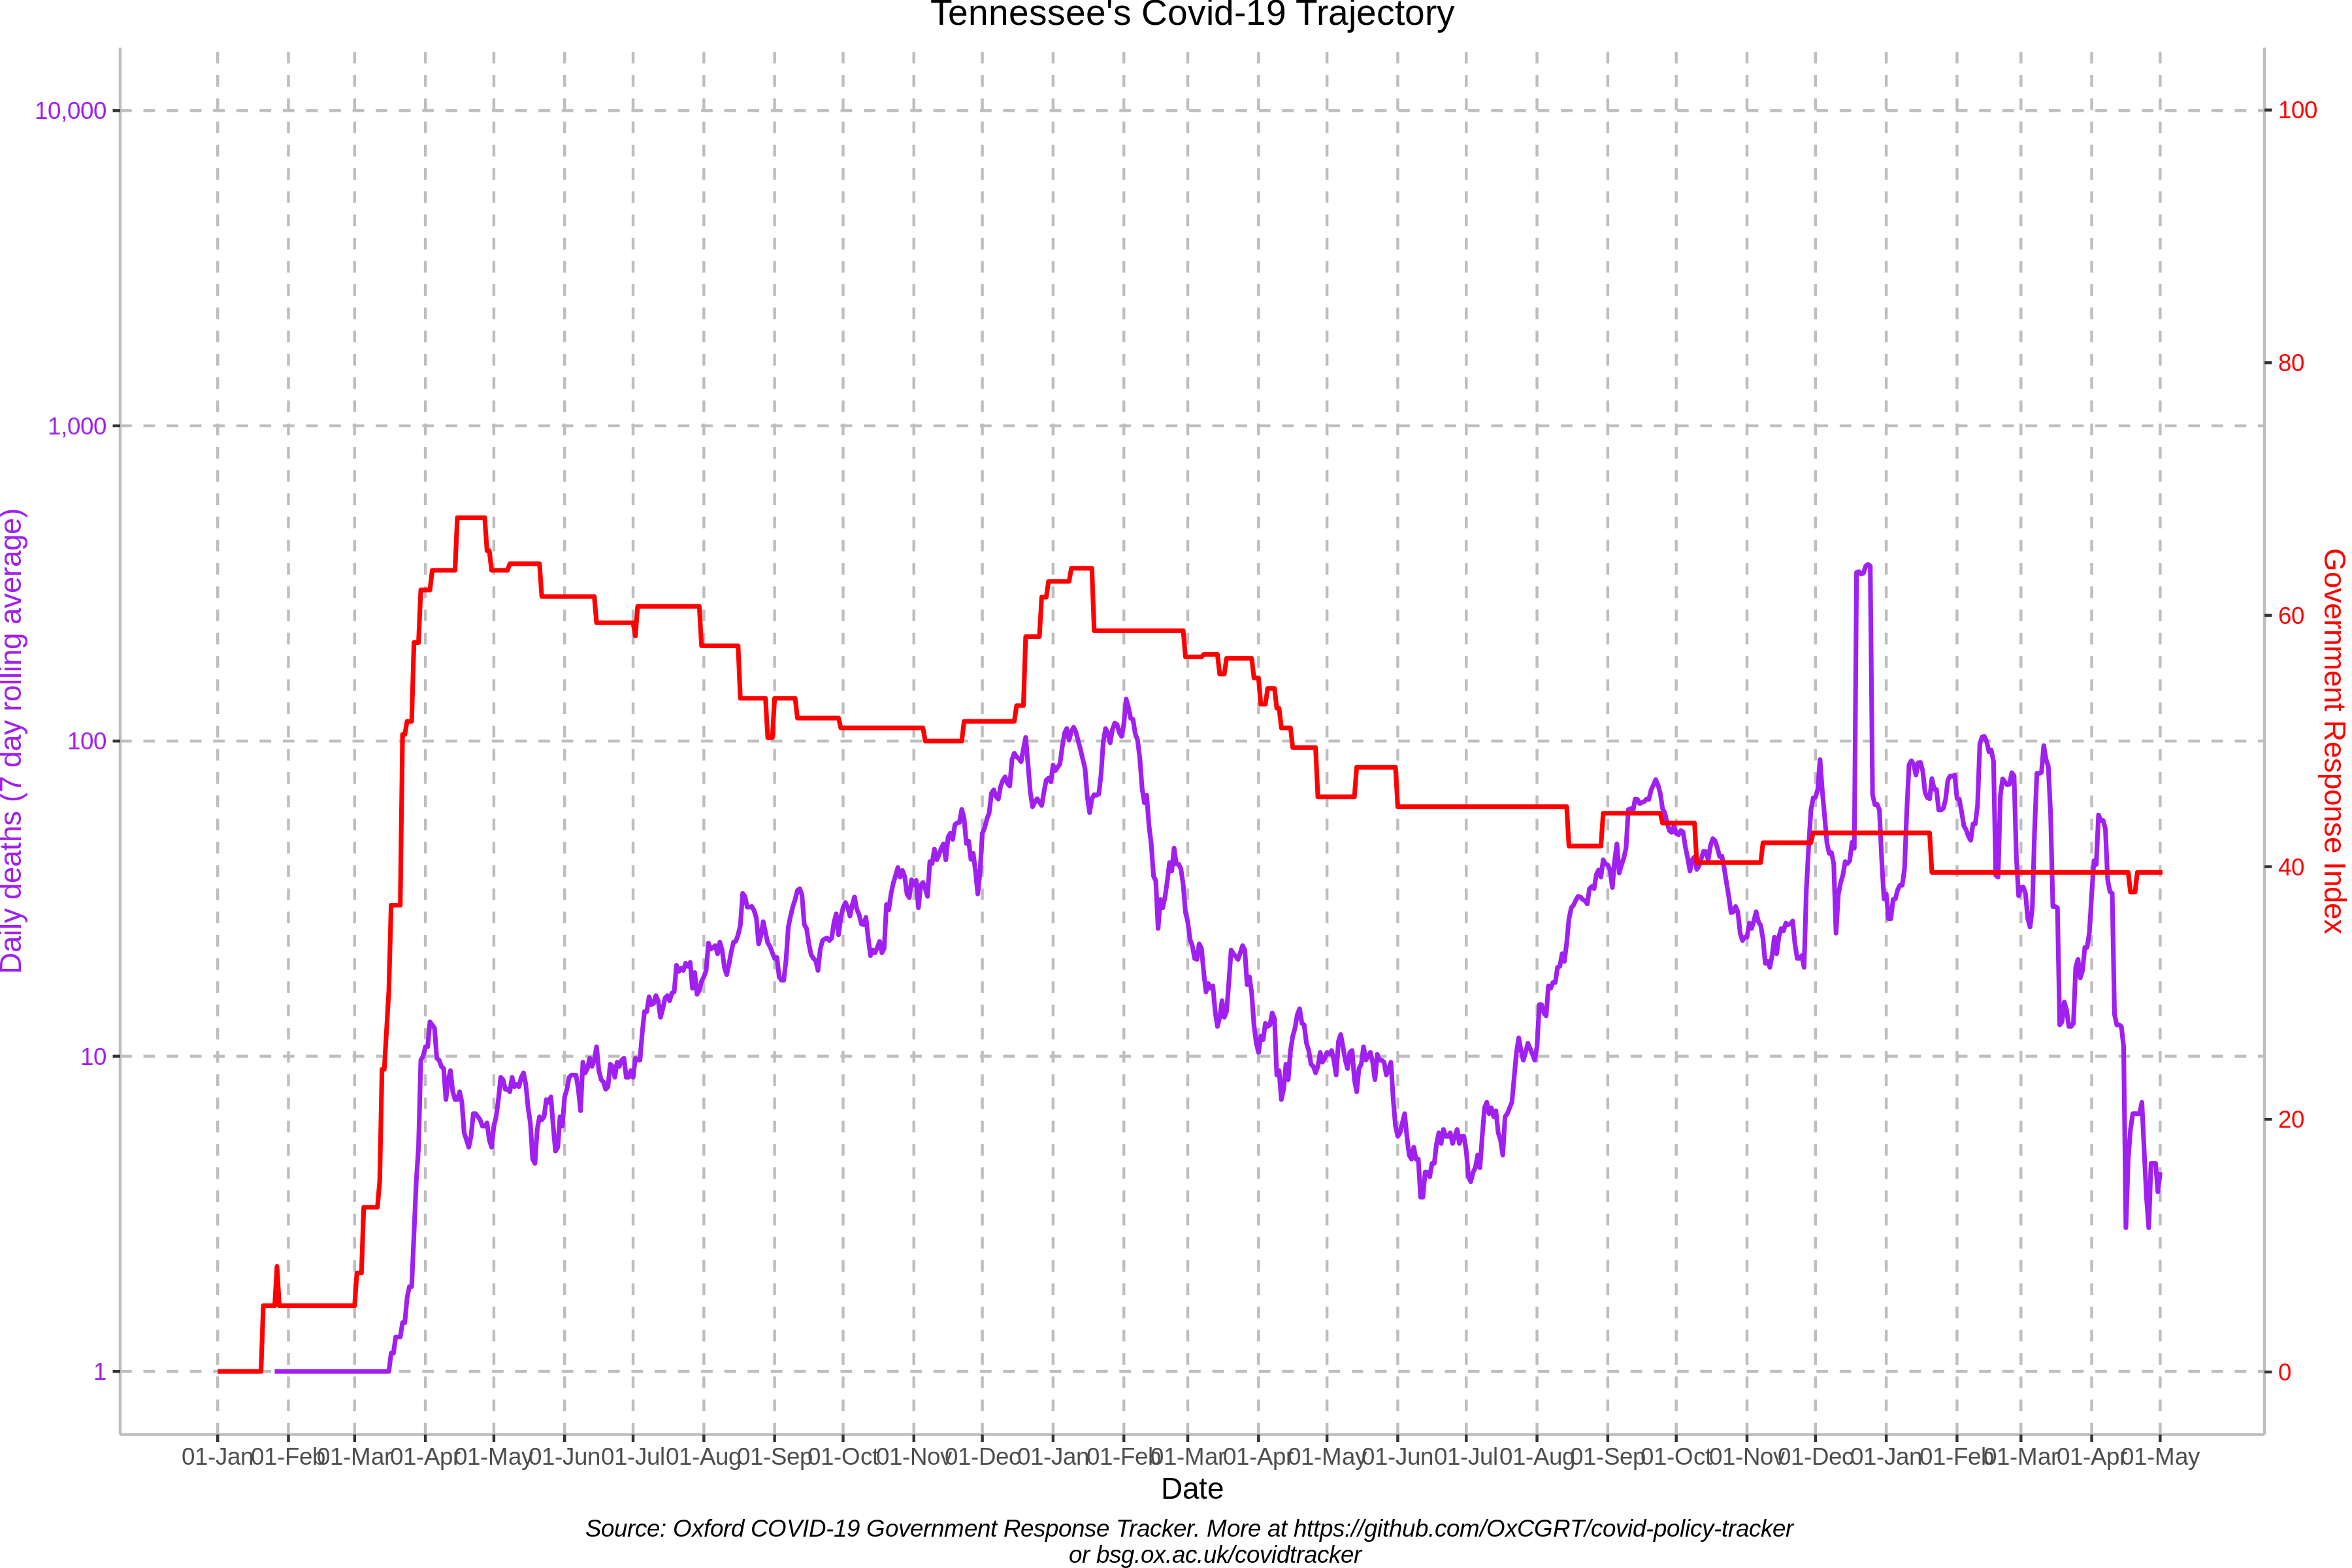 Tennessee's Covid-19 Trajectory
10,000
1,000
100
10
1
Daily deaths (7 day rolling average)
100
80
60
40
20
0
Government Response Index
01-Jan 01-Feb 01-Mar 01-Apr 01-May 01-Jun 01-Jul 01-Aug 01-Sep 01-Oct 01-Nov 01-Dec 01-Jan 01-Feb 01-Mar 01-Apr 01-May 01-Jun 01-Jul 01-Aug 01-Sep 01-Oct 01-Nov 01-Dec 01-Jan 01-Feb 01-Mar 01-Apr 01-May
Date
Source: Oxford COVID-19 Government Response Tracker. More at https://github.com/OxCGRT/covid-policy-tracker
or bsg.ox.ac.uk/covidtracker